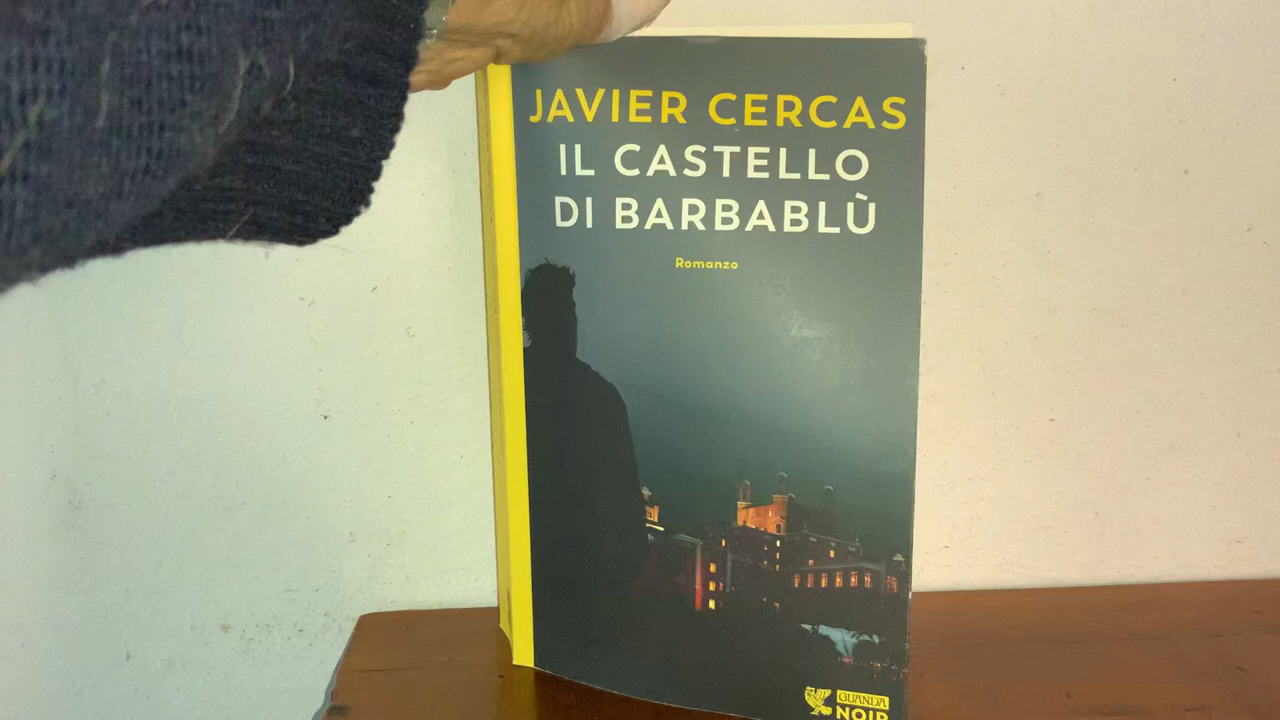 JAVIER CERCAS
IL CASTELLO
DI BARBABLÙ
Romanzo
GUANDA
NOIR